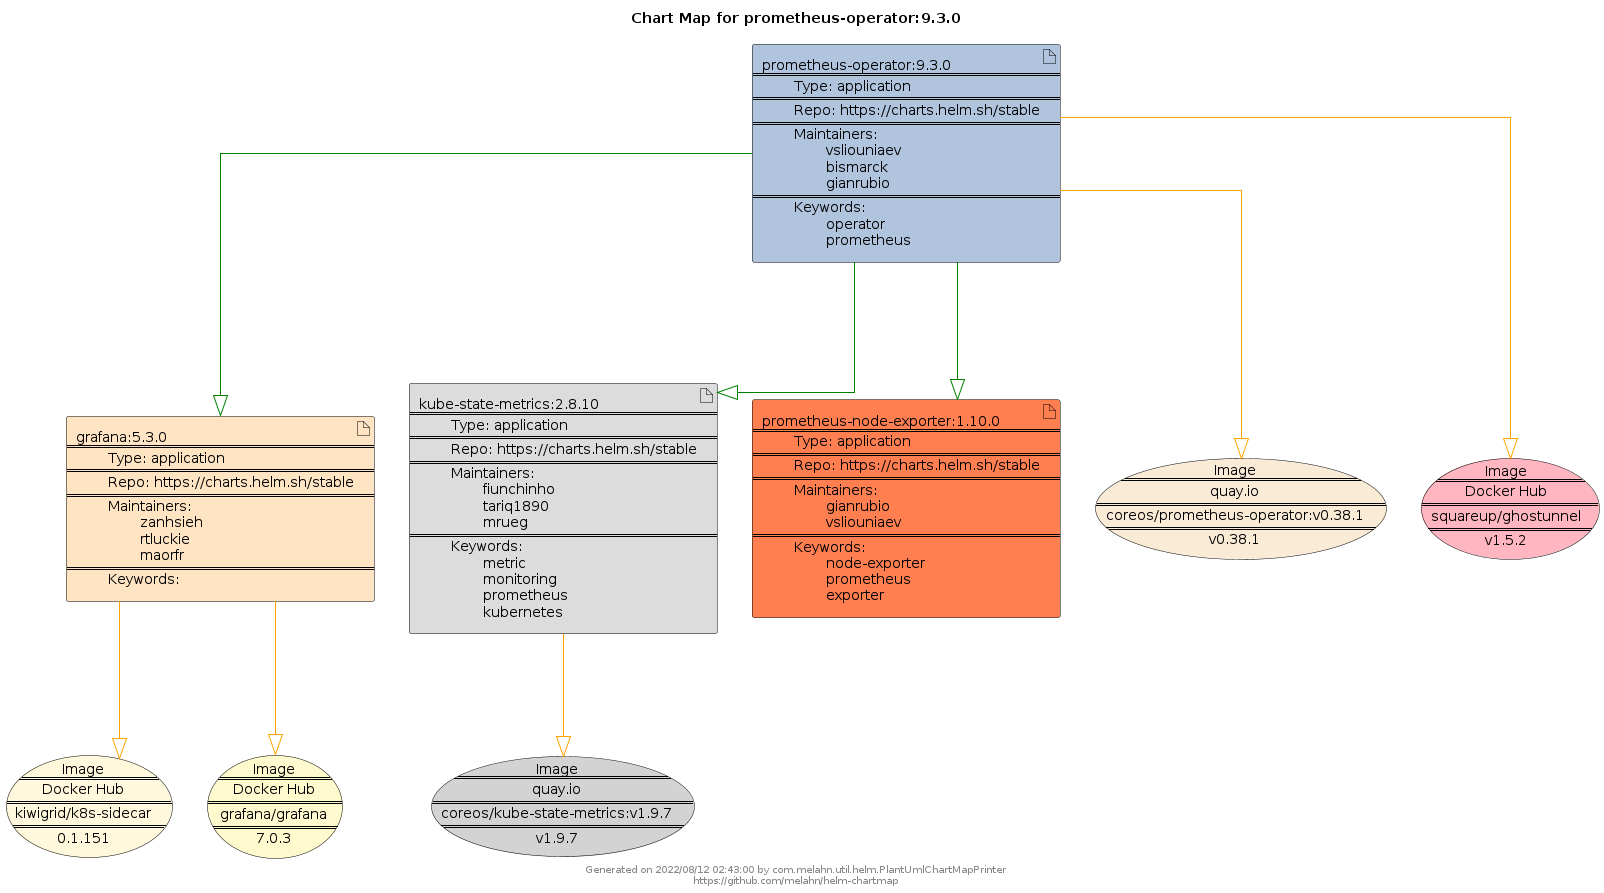 Chart Map for prometheus-operator:9.3.0
prometheus-operator:9.3.0
Type: application
Repo: https://charts.helm.sh/stable
Maintainers:
vsliouniaev
bismarck
gianrubio
Keywords:
operator
prometheus
grafana:5.3.0
Type: application
Repo: https://charts.helm.sh/stable
Maintainers:
zanhsieh
rtluckie
maorfr
Keywords:
kube-state-metrics:2.8.10
Type: application
Repo: https://charts.helm.sh/stable
Maintainers:
fiunchinho
tariq1890
mrueg
Keywords:
metric
monitoring
prometheus
kubernetes
prometheus-node-exporter:1.10.0
Type: application
Repo: https://charts.helm.sh/stable
Maintainers:
gianrubio
vsliouniaev
Keywords:
node-exporter
prometheus
exporter
Image
quay.io
coreos/prometheus-operator:v0.38.1
v0.38.1
Image
Docker Hub
squareup/ghostunnel
v1.5.2
Image
Docker Hub
kiwigrid/k8s-sidecar
0.1.151
Image
Docker Hub
grafana/grafana
7.0.3
Image
quay.io
coreos/kube-state-metrics:v1.9.7
v1.9.7
Generated on 2022/08/12 02:43:00 by com.melahn.util.helm.PlantUmlChartMapPrinter
https://github.com/melahn/helm-chartmap